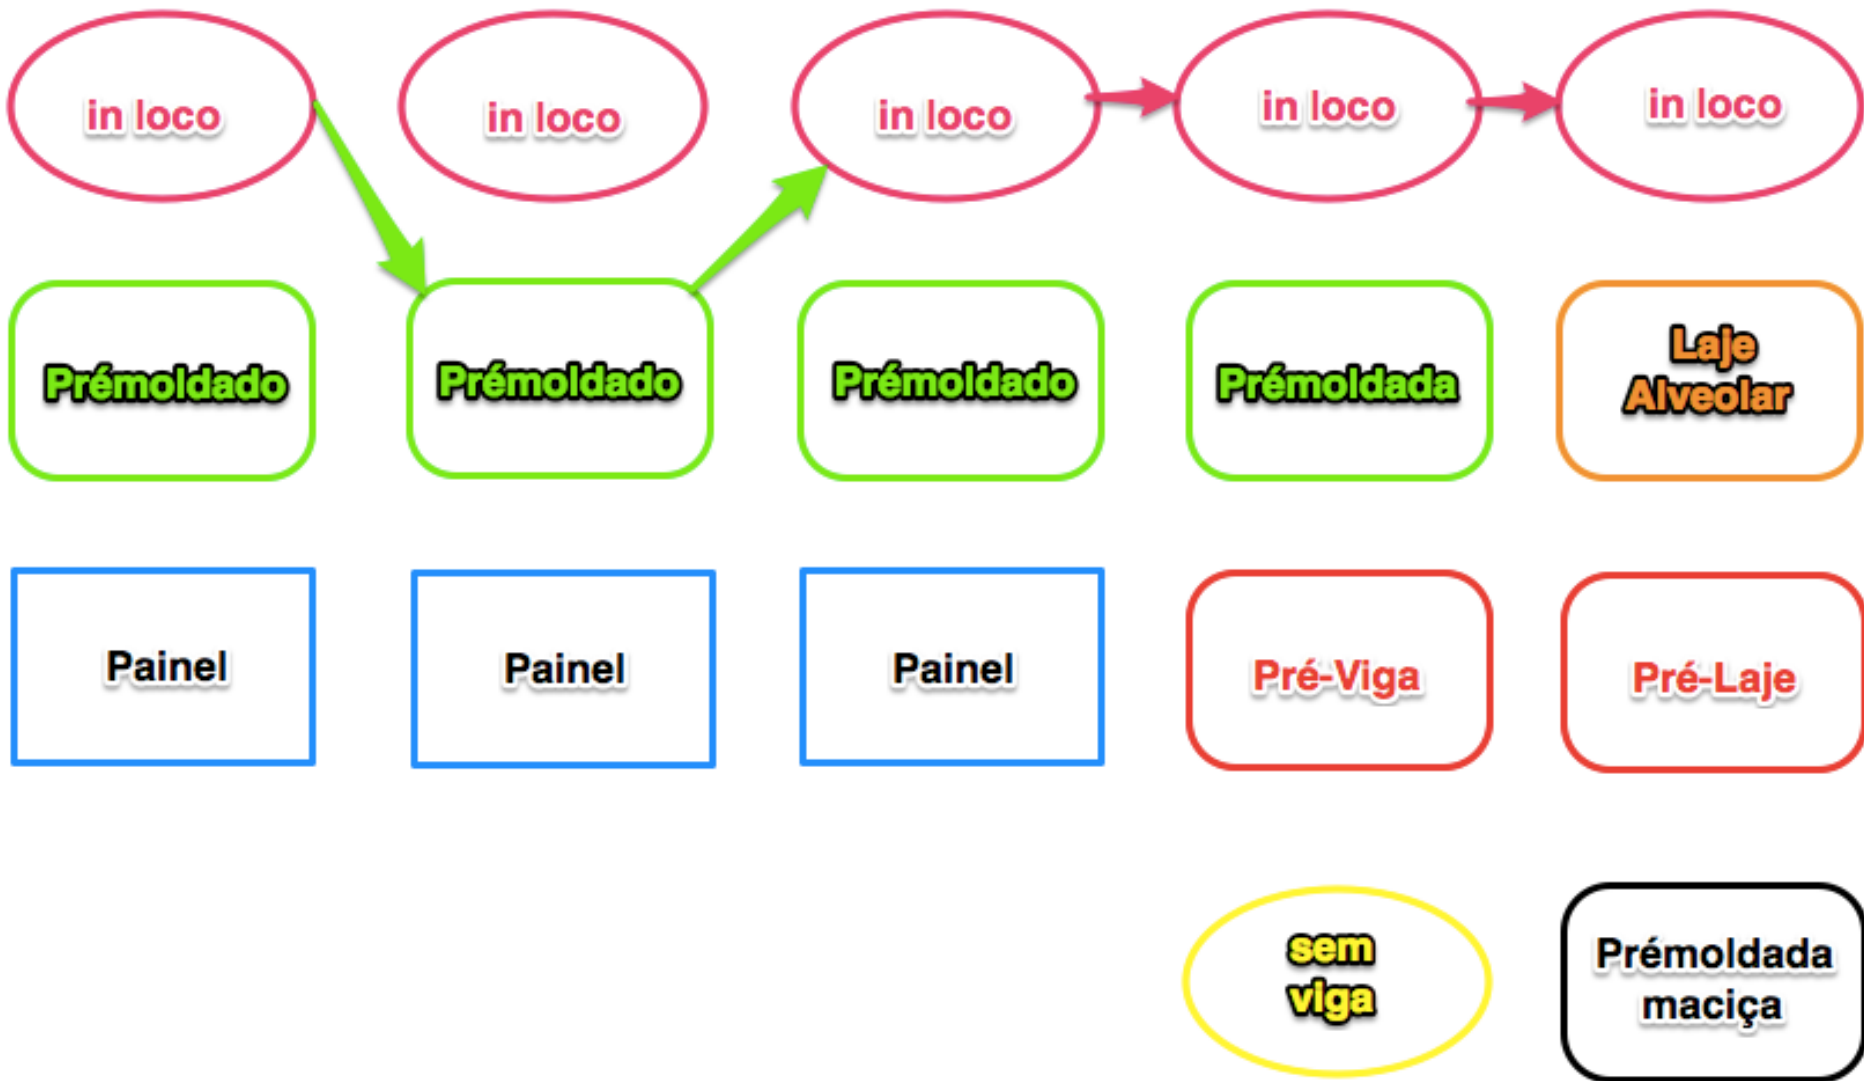 in loco
in loco
in loco
in loco
in loco
Prémoldado
Prémoldado
Prémoldado
Prémoldada
Laje
Alveolar
Painel
Painel
Painel
Pré-Viga
Pré-Laje
sem
viga
Prémoldada
maciça